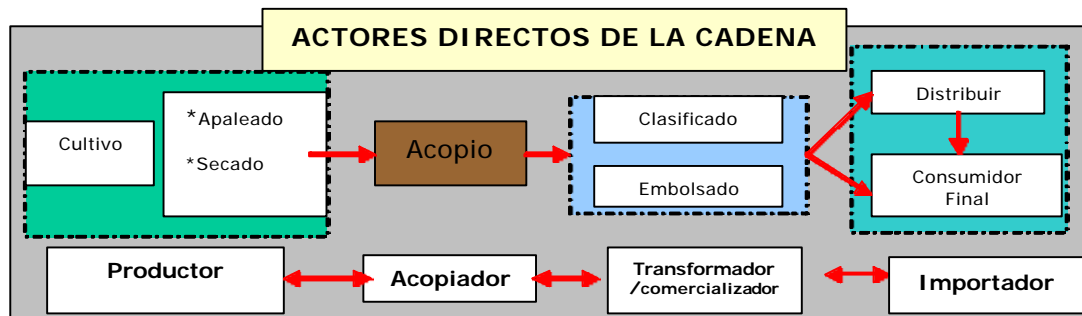 ACTORES DIRECTOS DE LA CADENA
Cultivo
*Apaleado
*Secado
Acopio
Clasificado
Embolsado
Distribuir
Consumidor
Final
Productor
Acopiador
Transformador
/comercializador
Importador